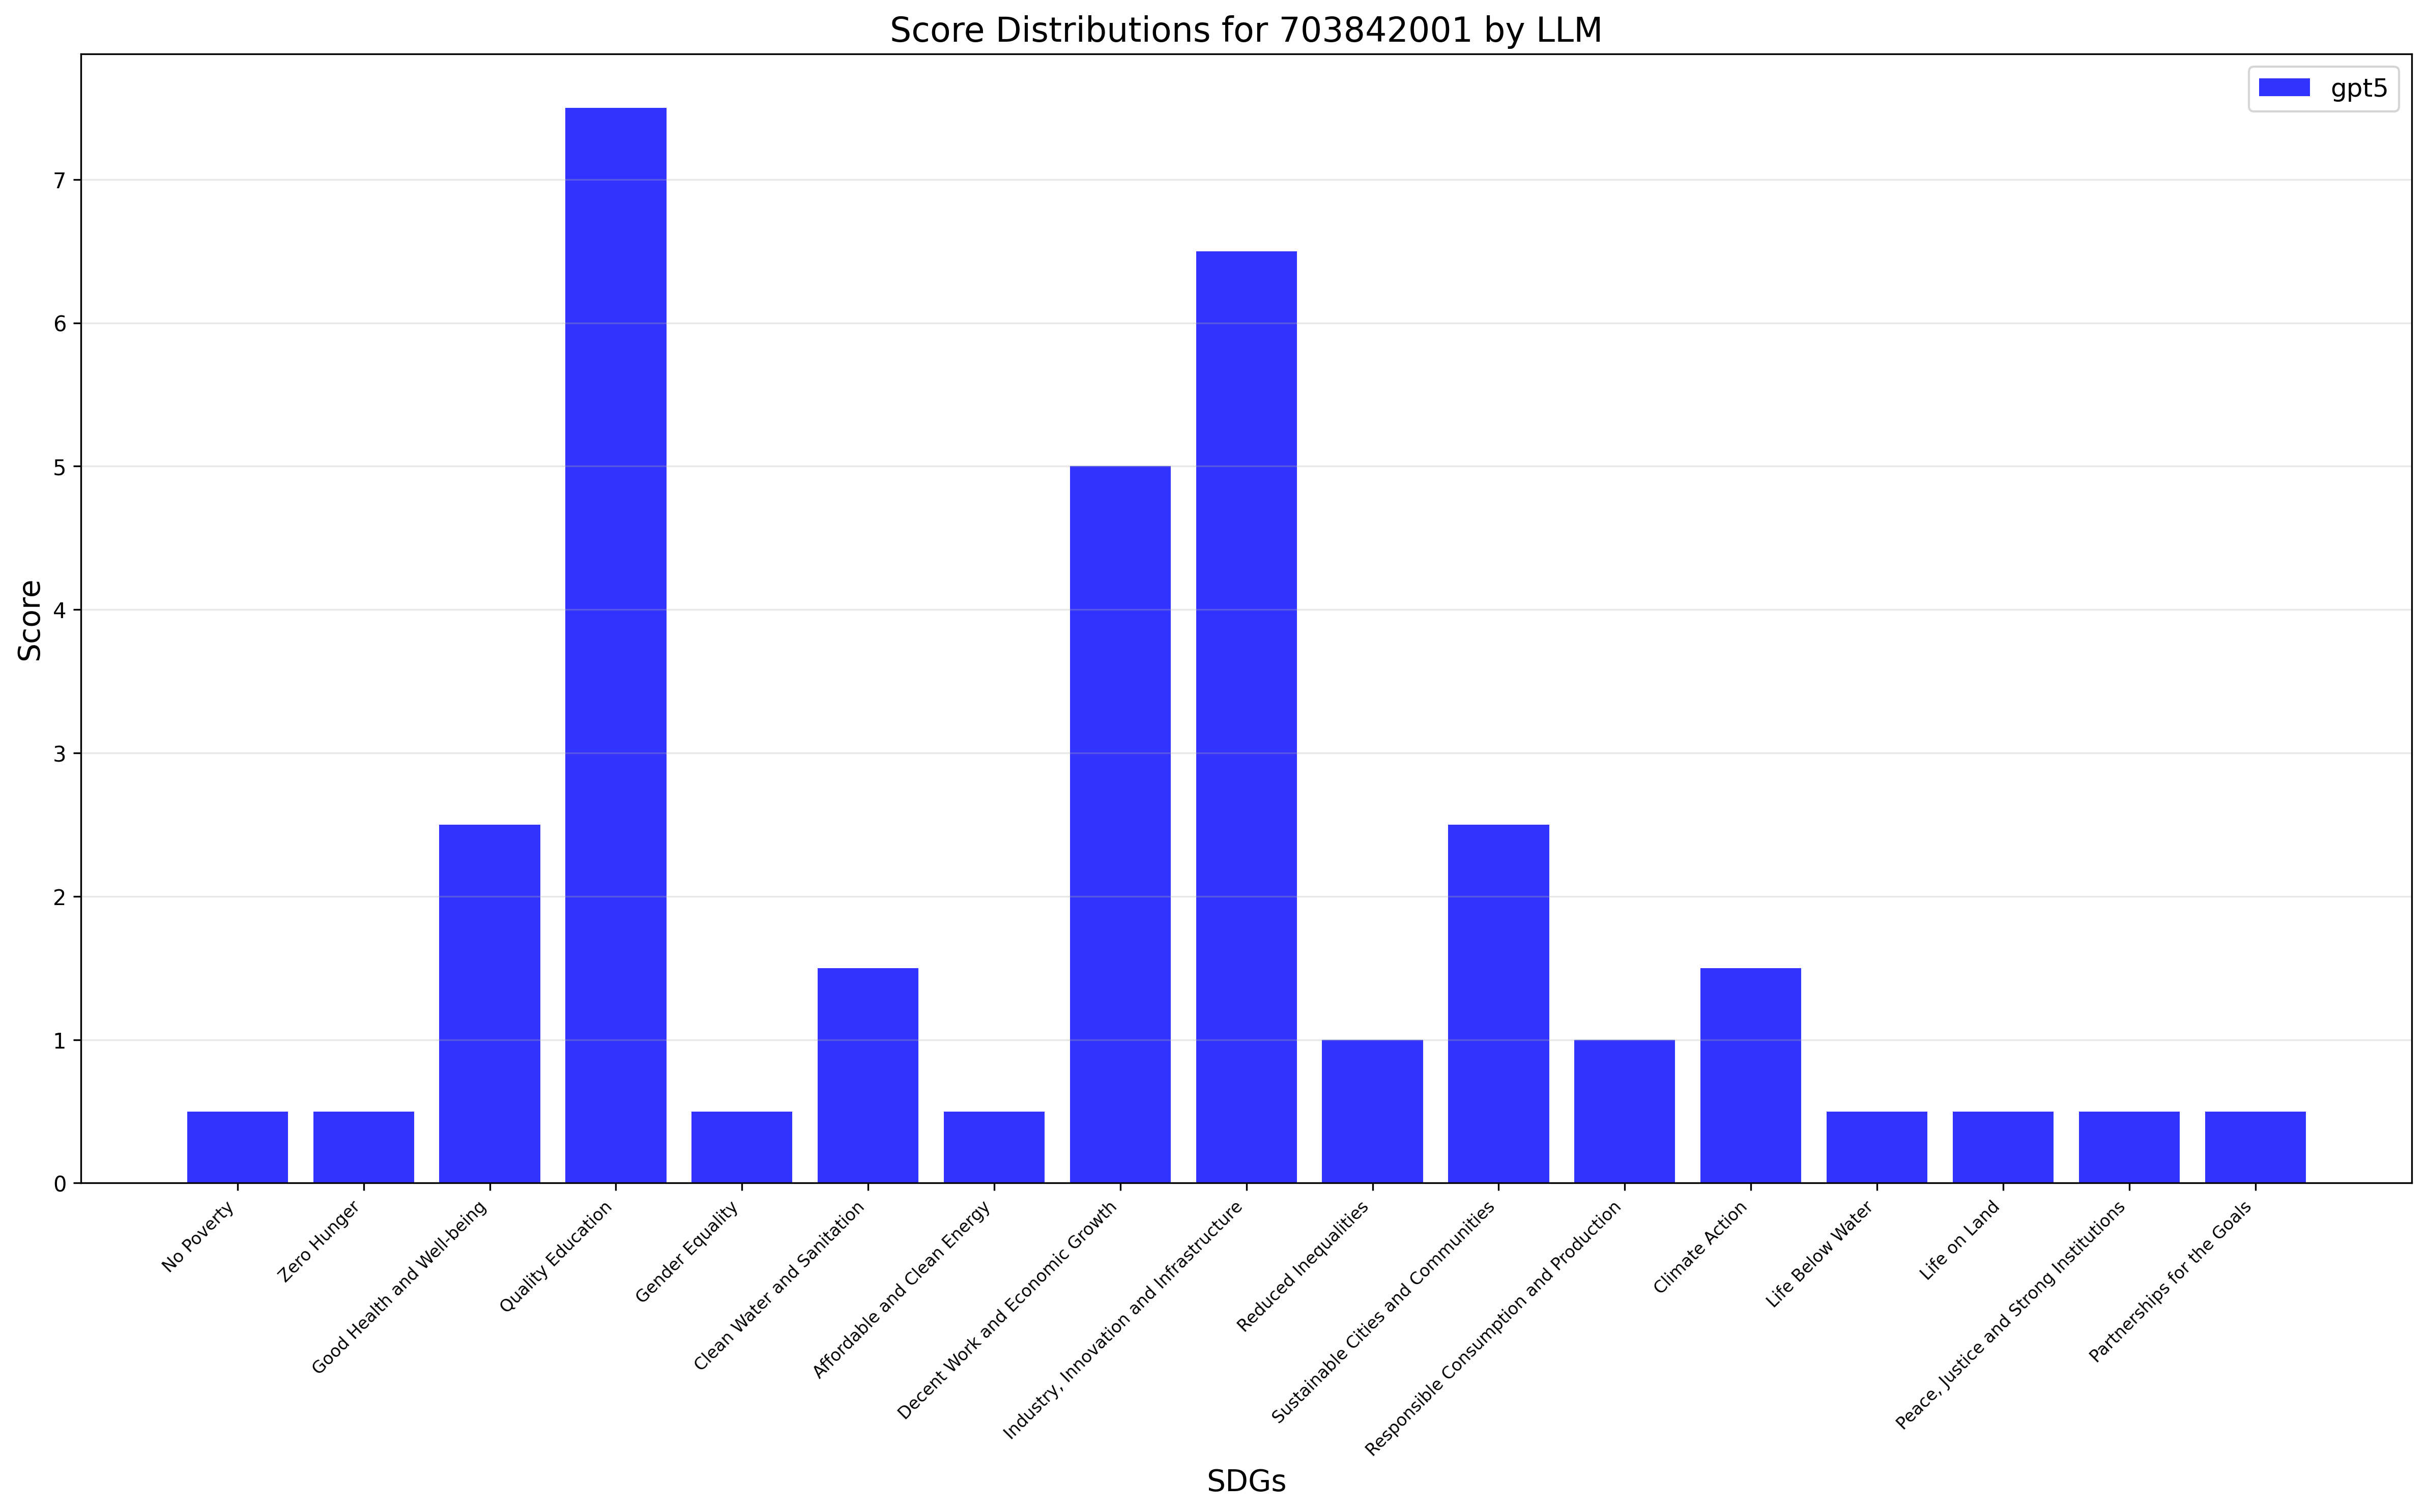 Score Distributions for 703842001 by LLM
gpt5
Score
7
6
5
4
3
2
1
0
No Poverty
Zero Hunger
Good Health and Well-being
Quality Education
Gender Equality
Clean Water and Sanitation
Affordable and Clean Energy
Decent Work and Economic Growth
Industry, Innovation and Infrastructure
Reduced Inequalities
Sustainable Cities and Communities
Responsible Consumption and Production
Climate Action
Life Below Water
Life on Land
Peace, Justice and Strong Institutions
Partnerships for the Goals
SDGs